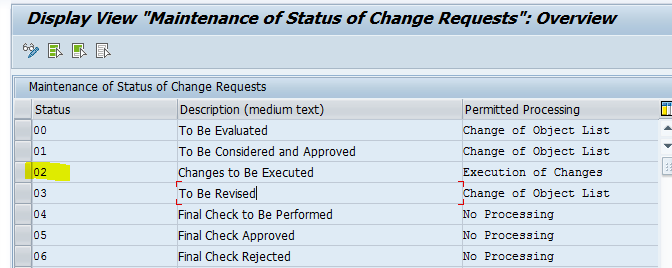 Display View "Maintenance of Status of Change Requests": Overview
Maintenance of Status of Change Requests
Status Description (medium text) Permitted Processing
00 To Be Evaluated Change of Object List
01 To Be Considered and Approved Change of Object List
02 Changes to Be Executed Execution of Changes
03 To Be Revised Change of Object List
04 Final Check to Be Performed No Processing
05 Final Check Approved No Processing
06 Final Check Rejected No Processing